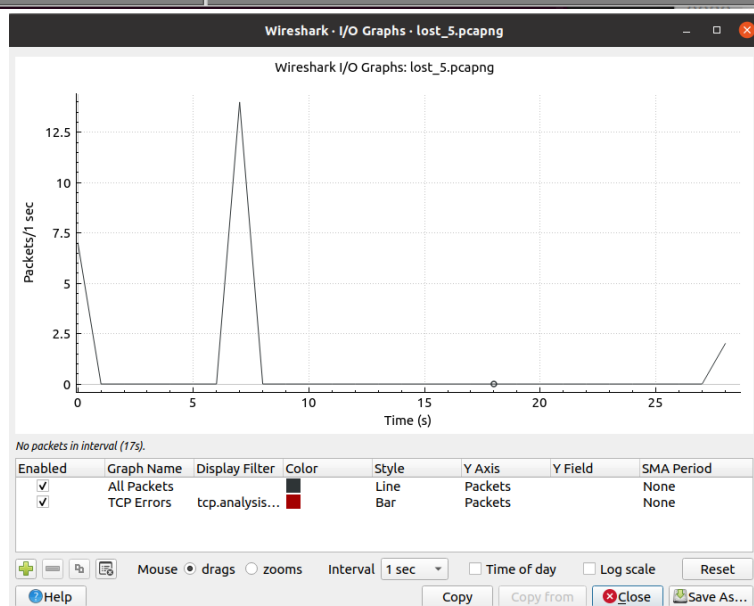 Wireshark · I/O Graphs · lost_5.pcapng
Wireshark I/O Graphs: lost_5.pcapng
Packets/1 sec
12.5
10
7.5
5
2.5
0
0 5 10 15 20 25
Time (s)
No packets in interval (17s).
Enabled Graph Name Display Filter Color Style Y Axis Y Field SMA Period
All Packets Line Packets None
TCP Errors tcp.analysis... Bar Packets None
Mouse drags zooms Interval 1 sec Time of day Log scale Reset
Help Copy Copy from Close Save As...